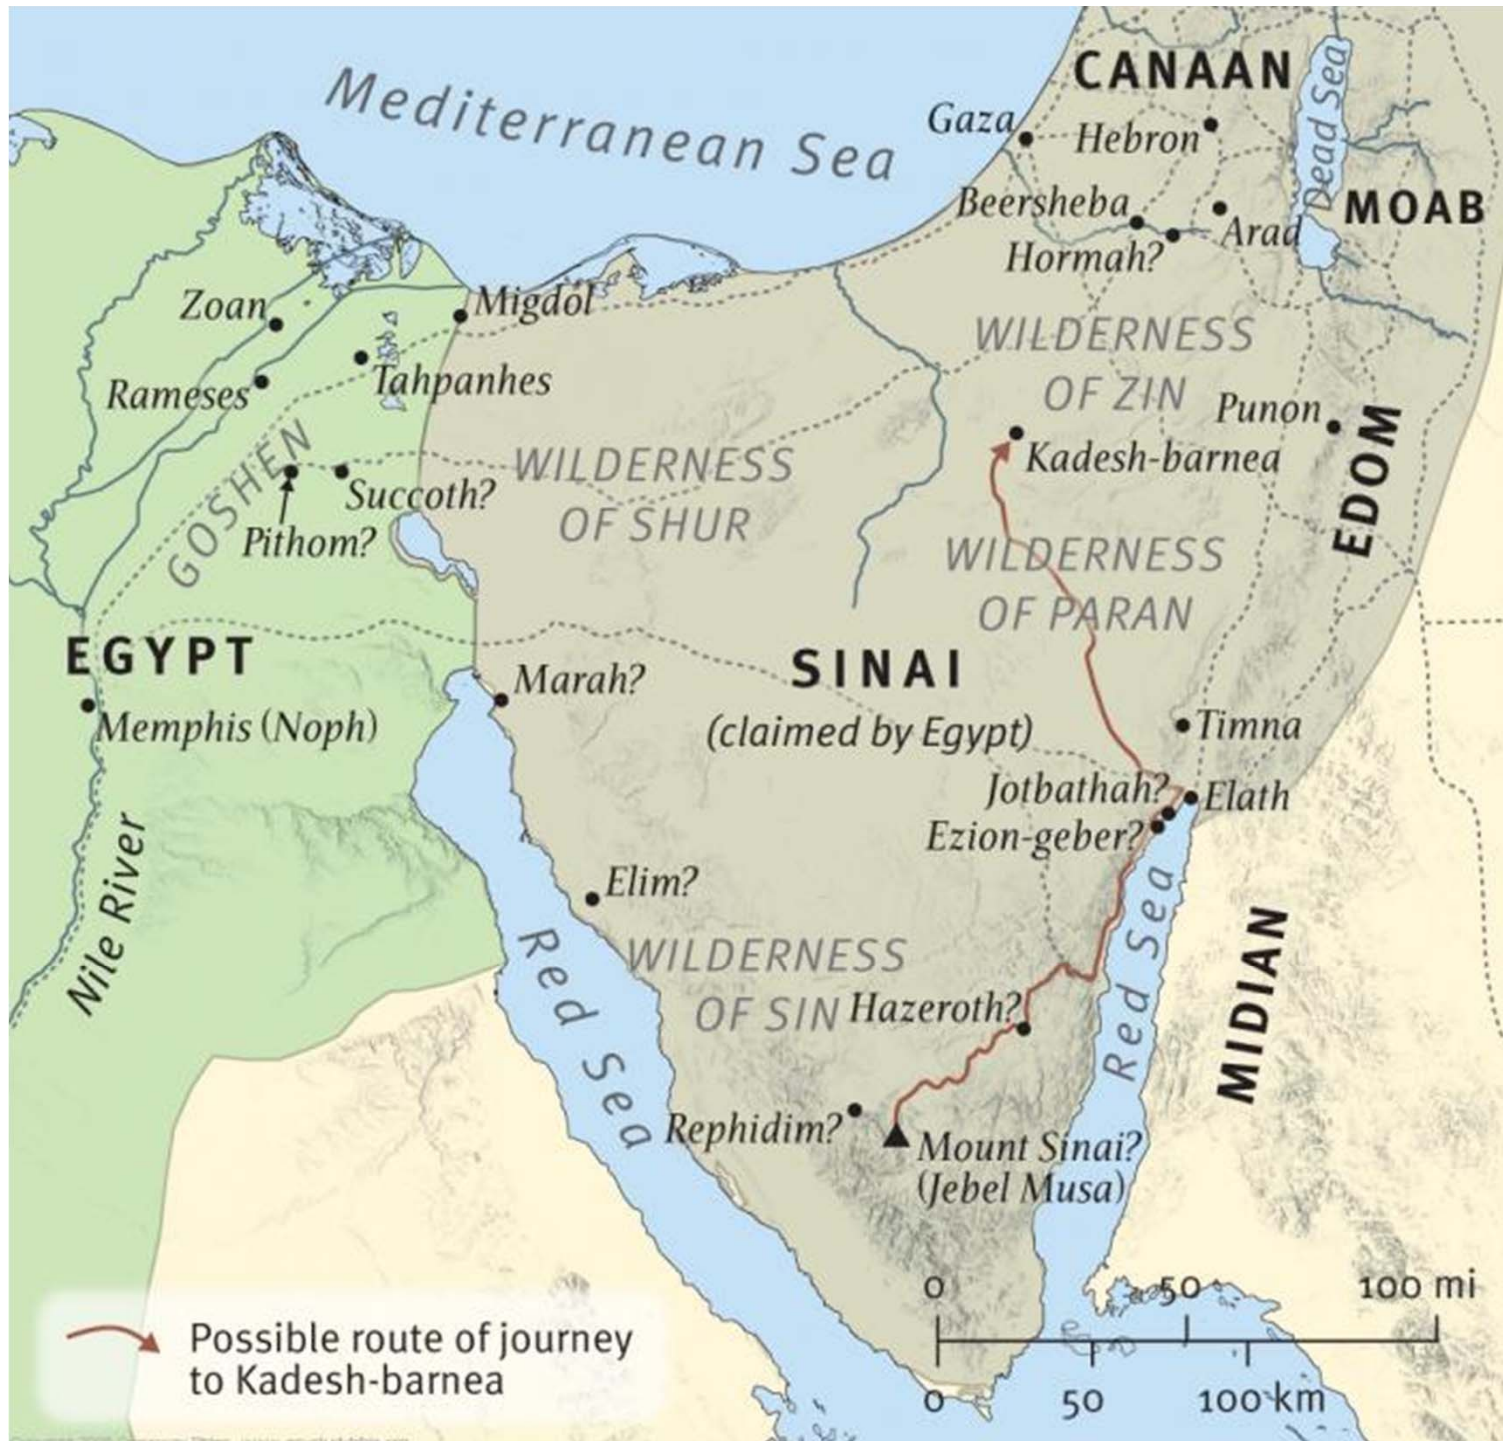 Mediterranean Sea
CANAAN
Gaza
Hebron
Dead Sea
Beersheba
MOAB
Arad
Hormah?
Zoan
Migdol
WILDERNESS
OF ZIN
Tahpanhes
Rameses
Punon
EDOM
GOSHEN
Kadesh-barnea
WILDERNESS
OF SHUR
Succoth?
Pithom?
WILDERNESS
OF PARAN
EGYPT
SINAI
(claimed by Egypt)
Marah?
Memphis (Noph)
Timna
Jotbathah?
Elath
Ezion-geber?
Nile River
Elim?
Red Sea
Red Sea
MIDIAN
WILDERNESS
OF SIN
Hazeroth?
Rephidim?
Mount Sinai?
(Jebel Musa)
0 50 100 mi
0 50 100 km
Possible route of journey
to Kadesh-barnea